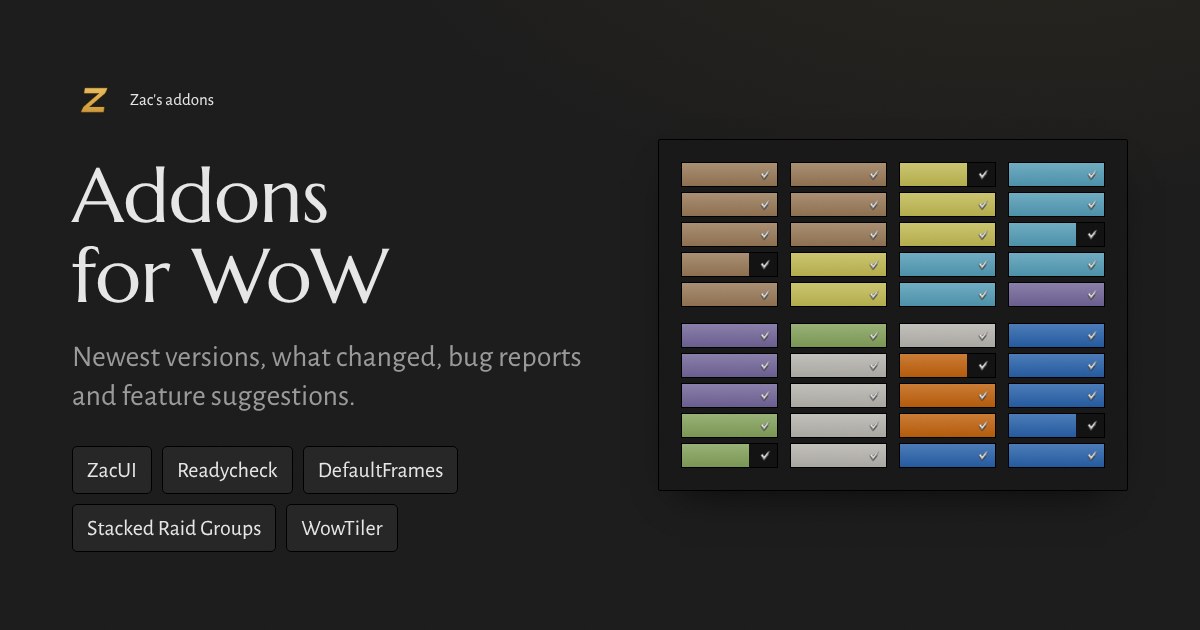 Z
Zac's addons
Addons
for WoW
Newest versions, what changed, bug reports
and feature suggestions.
ZacUI
Readycheck
DefaultFrames
Stacked Raid Groups
WowTiler